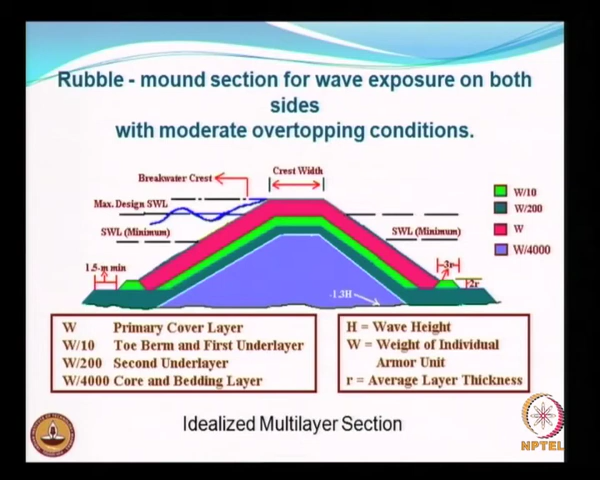 Rubble - mound section for wave exposure on both
sides
with moderate overtopping conditions.
Breakwater Crest
Crest Width
Max. Design SWL
SWL (Minimum)
SWL (Minimum)
1.5-m min
3r
2r
-1.3H
W/10
W/200
W
W/4000
W Primary Cover Layer
W/10 Toe Berm and First Underlayer
W/200 Second Underlayer
W/4000 Core and Bedding Layer
H = Wave Height
W = Weight of Individual
Armor Unit
r = Average Layer Thickness
Idealized Multilayer Section
NPTEL